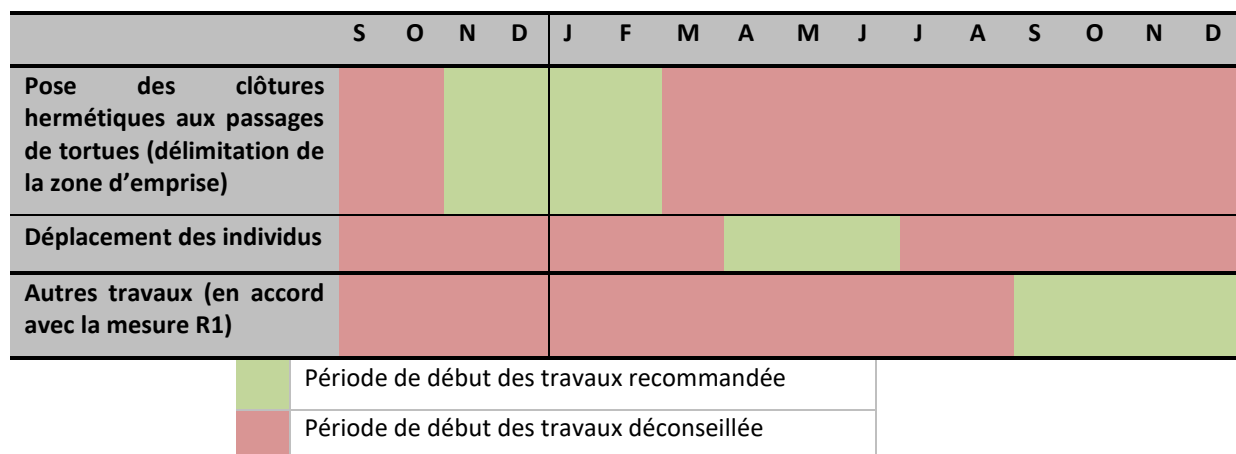 S O N D J F M A M J J A S O N D
Pose des clôtures
hermétiques aux passages
de tortues (délimitation de
la zone d'emprise)
Déplacement des individus
Autres travaux (en accord
avec la mesure R1)
Période de début des travaux recommandée
Période de début des travaux déconseillée